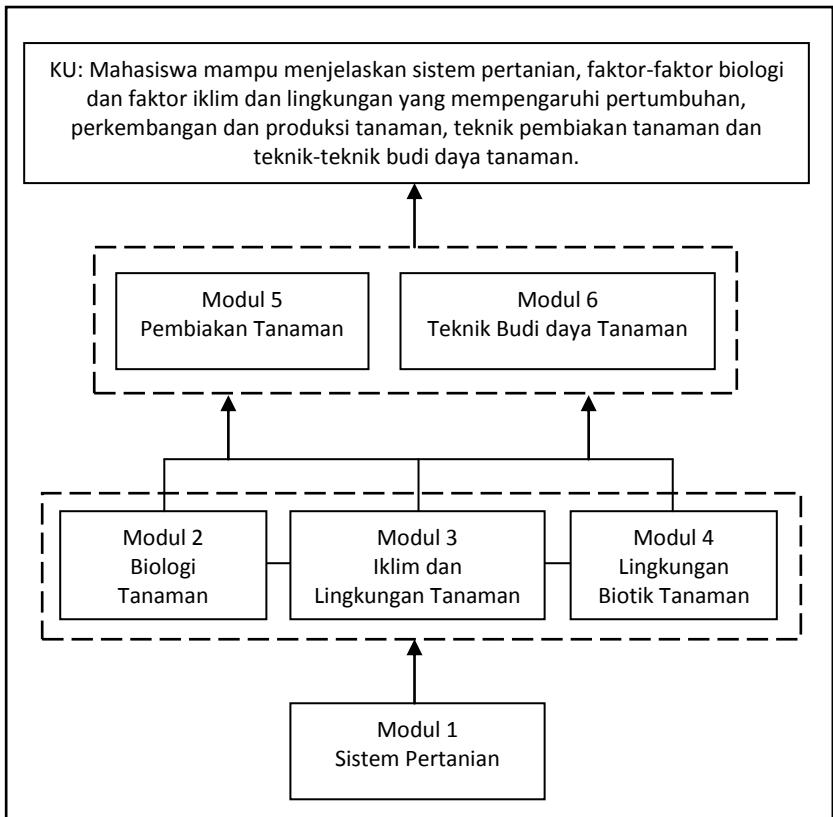 KU: Mahasiswa mampu menjelaskan sistem pertanian, faktor-faktor biologi
dan faktor iklim dan lingkungan yang mempengaruhi pertumbuhan,
perkembangan dan produksi tanaman, teknik pembiakan tanaman dan
teknik-teknik budi daya tanaman.
Modul 5
Pembiakan Tanaman
Modul 6
Teknik Budi daya Tanaman
Modul 2
Biologi
Tanaman
Modul 3
Iklim dan
Lingkungan Tanaman
Modul 4
Lingkungan
Biotik Tanaman
Modul 1
Sistem Pertanian